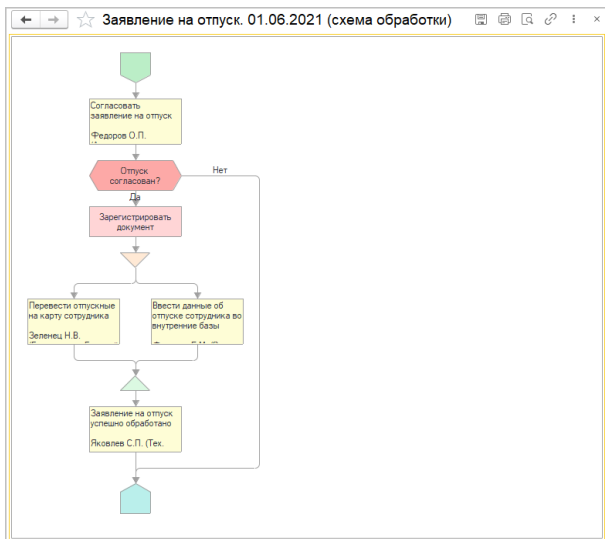 Заявление на отпуск. 01.06.2021 (схема обработки)
Согласовать
заявление на отпуск
Федоров О.П.
Отпуск
согласован?
Нет
Да
Зарегистрировать
документ
Перевести отпускные
на карту сотрудника
Зеленец Н.В.
Ввести данные об
отпуске сотрудника во
внутренние базы
Заявление на отпуск
успешно обработано
Яковлев С.П. (Тех.